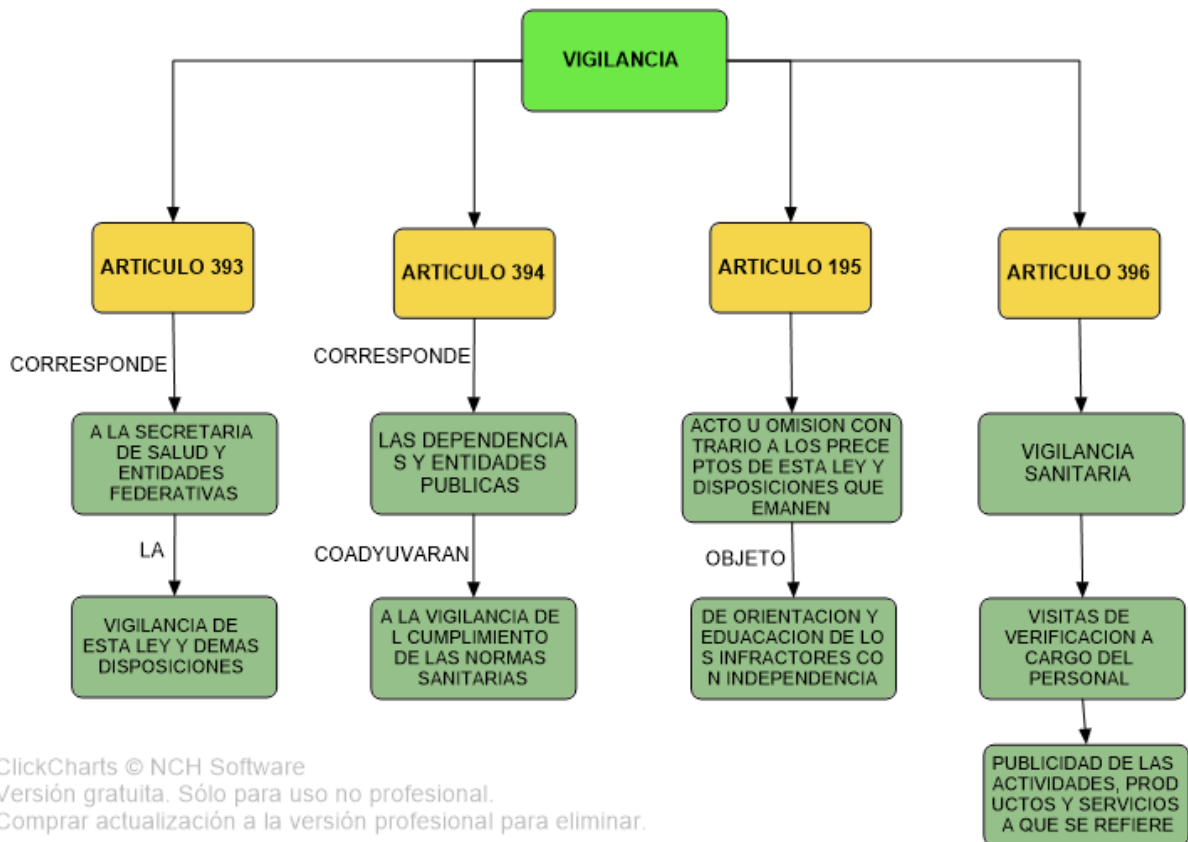 VIGILANCIA
ARTICULO 393
ARTICULO 394
ARTICULO 195
ARTICULO 396
CORRESPONDE
CORRESPONDE
A LA SECRETARIA
DE SALUD Y
ENTIDADES
FEDERATIVAS
LAS DEPENDENCIA
S Y ENTIDADES
PUBLICAS
ACTO U OMISION CON
TRARIO A LOS PRECE
PTOS DE ESTA LEY Y
DISPOSICIONES QUE
EMANEN
VIGILANCIA
SANITARIA
LA
COADYUVARAN
OBJETO
VIGILANCIA DE
ESTA LEY Y DEMAS
DISPOSICIONES
A LA VIGILANCIA DE
L CUMPLIMIENTO
DE LAS NORMAS
SANITARIAS
DE ORIENTACION Y
EDUACACION DE LO
S INFRACTORES CO
N INDEPENDENCIA
VISITAS DE
VERIFICACION A
CARGO DEL
PERSONAL
PUBLICIDAD DE LAS
ACTIVIDADES, PROD
UCTOS Y SERVICIOS
A QUE SE REFIERE
ClickCharts © NCH Software
Versión gratuita. Sólo para uso no profesional.
Comprar actualización a la versión profesional para eliminar.